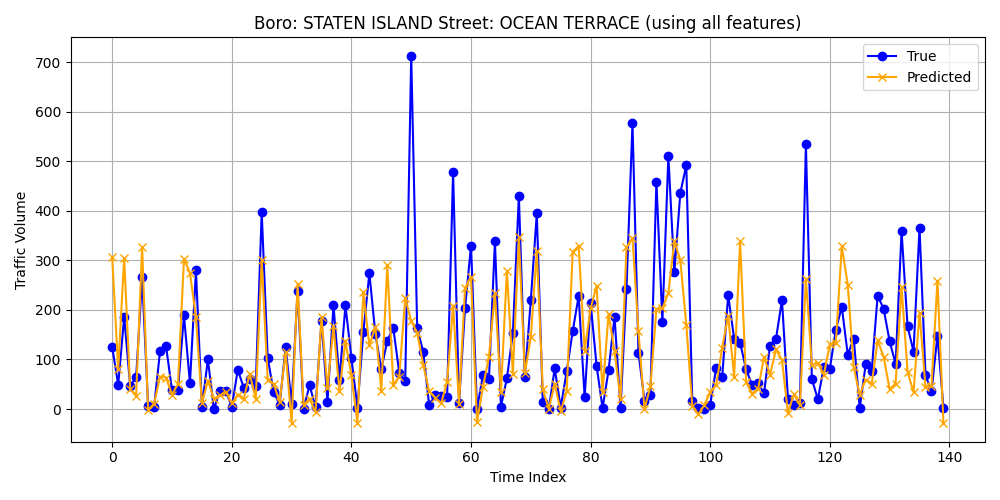 Boro: STATEN ISLAND Street: OCEAN TERRACE (using all features)
True
Predicted
Traffic Volume
700
600
500
400
300
200
100
0
0 20 40 60 80 100 120 140
Time Index